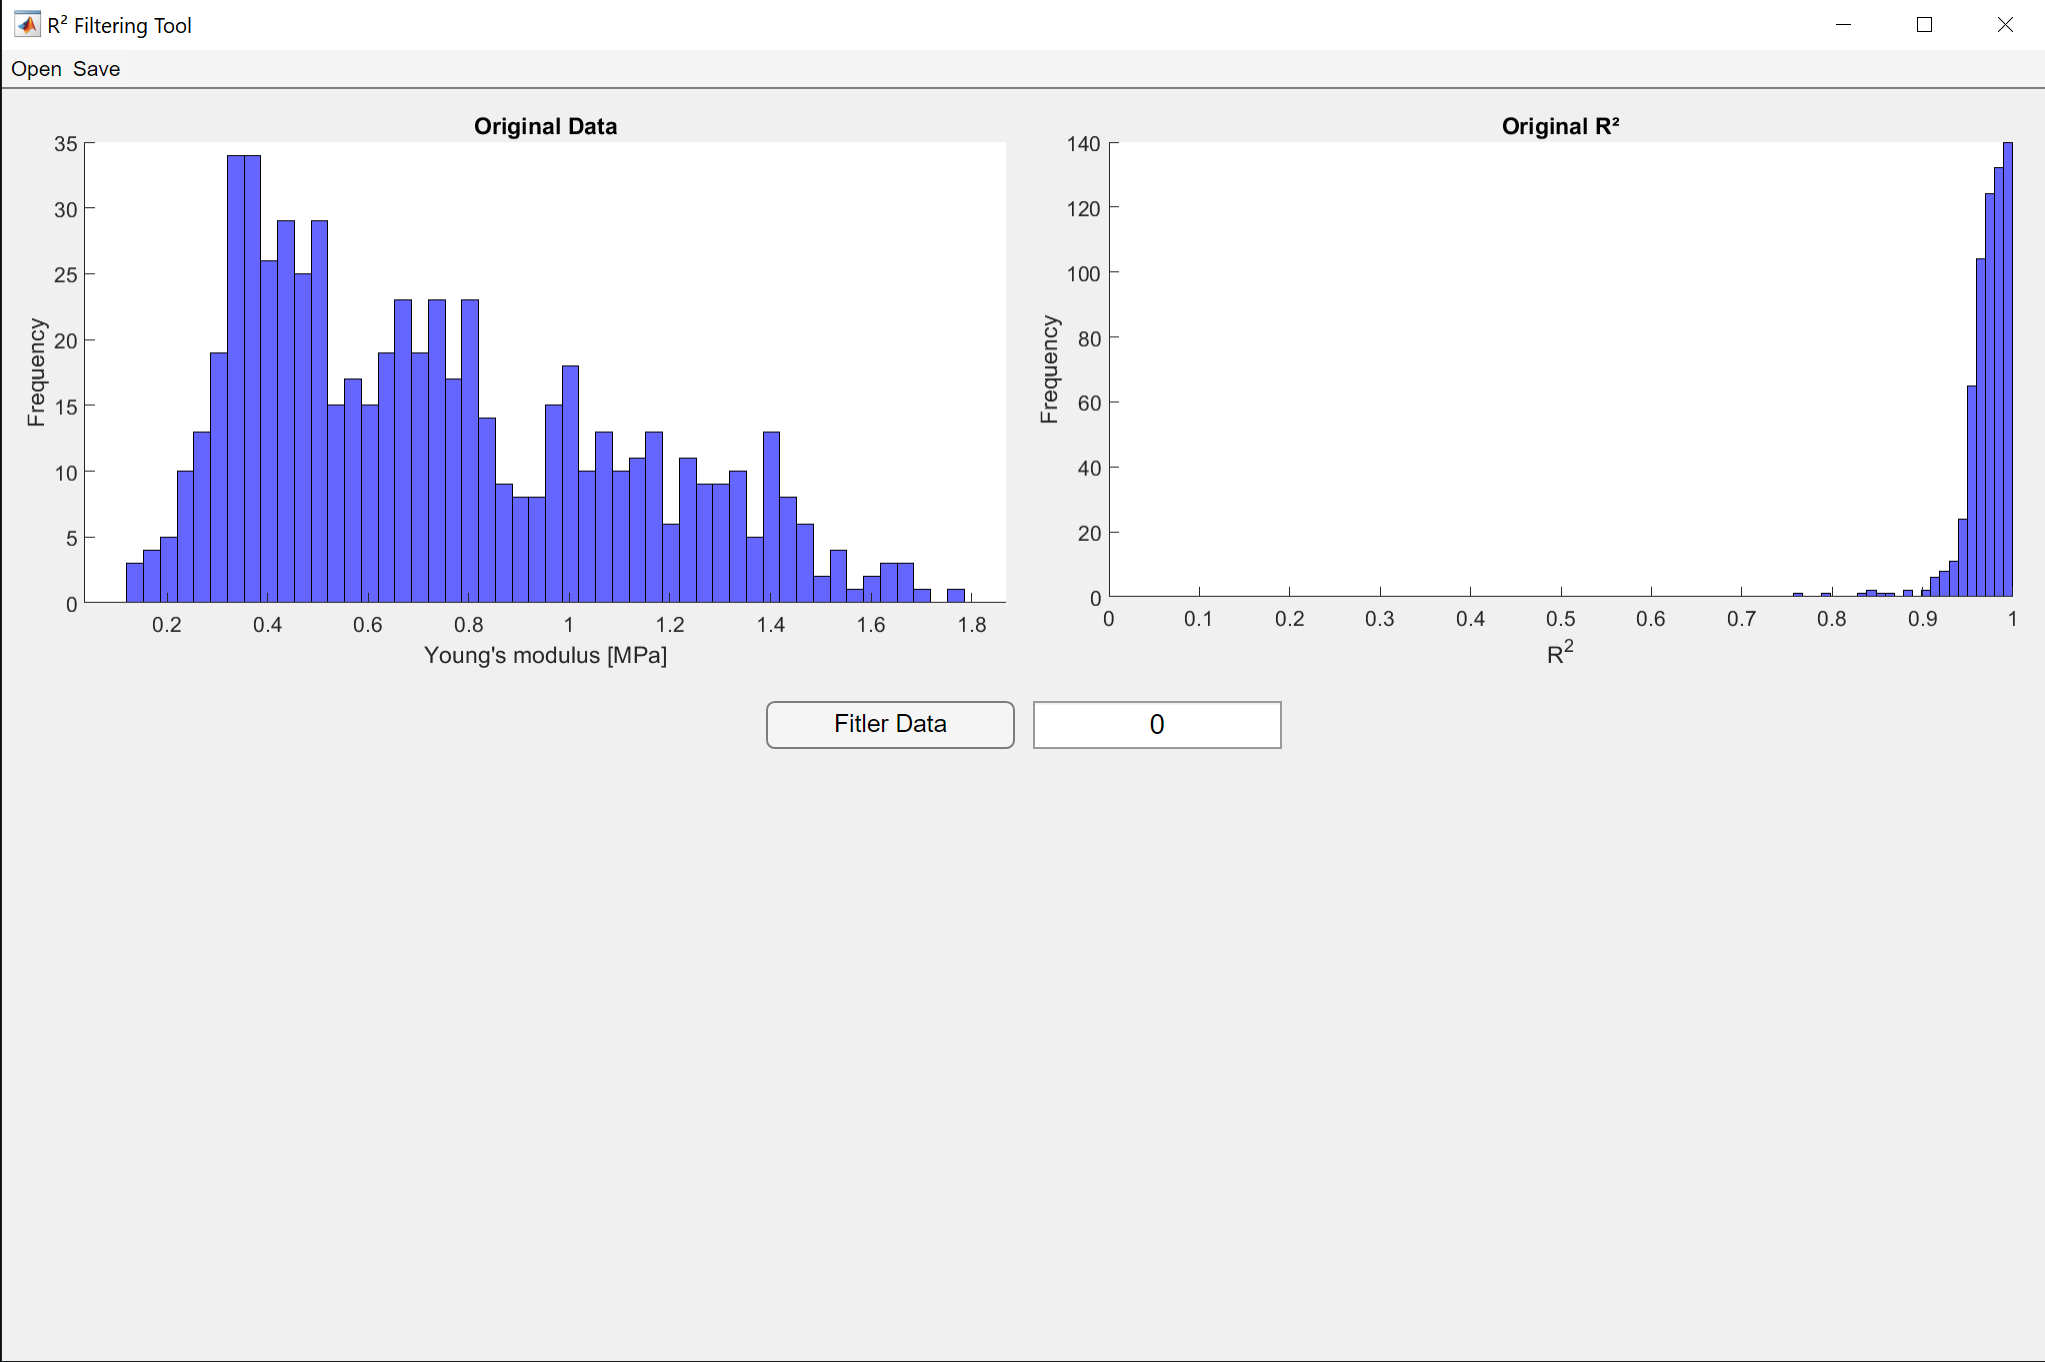 R² Filtering Tool
Open Save
Original Data
35
30
25
20
15
10
5
0
Frequency
0.2 0.4 0.6 0.8 1 1.2 1.4 1.6 1.8
Young's modulus [MPa]
Original R²
140
120
100
80
60
40
20
0
Frequency
0 0.1 0.2 0.3 0.4 0.5 0.6 0.7 0.8 0.9 1
R²
Fitler Data 0